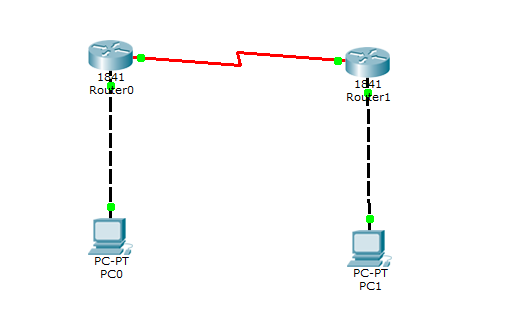 1841
Router0
1841
Router1
PC-PT
PC0
PC-PT
PC1